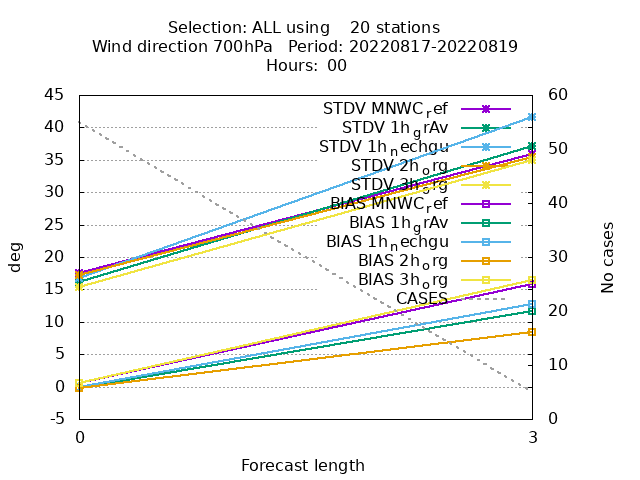 Selection: ALL using 20 stations
Wind direction 700hPa Period: 20220817-20220819
Hours: 00
45
40
35
30
25
20
15
10
5
0
-5
60
50
40
30
20
10
0
deg
No cases
STDV MNWC_ref
STDV 1h_grAv
STDV 1h_nechgu
STDV 2h_org
STDV 3h_org
BIAS MNWC_ref
BIAS 1h_grAv
BIAS 1h_nechgu
BIAS 2h_org
BIAS 3h_org
CASES
0 3
Forecast length